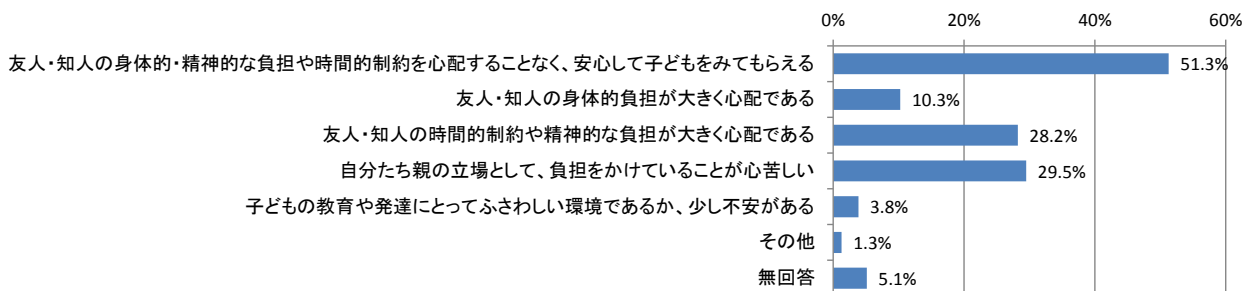 0% 20% 40% 60%
友人・知人の身体的・精神的な負担や時間的制約を心配することなく、安心して子どもをみてもらえる 51.3%
友人・知人の身体的負担が大きく心配である 10.3%
友人・知人の時間的制約や精神的な負担が大きく心配である 28.2%
自分たち親の立場として、負担をかけていることが心苦しい 29.5%
子どもの教育や発達にとってふさわしい環境であるか、少し不安がある 3.8%
その他 1.3%
無回答 5.1%